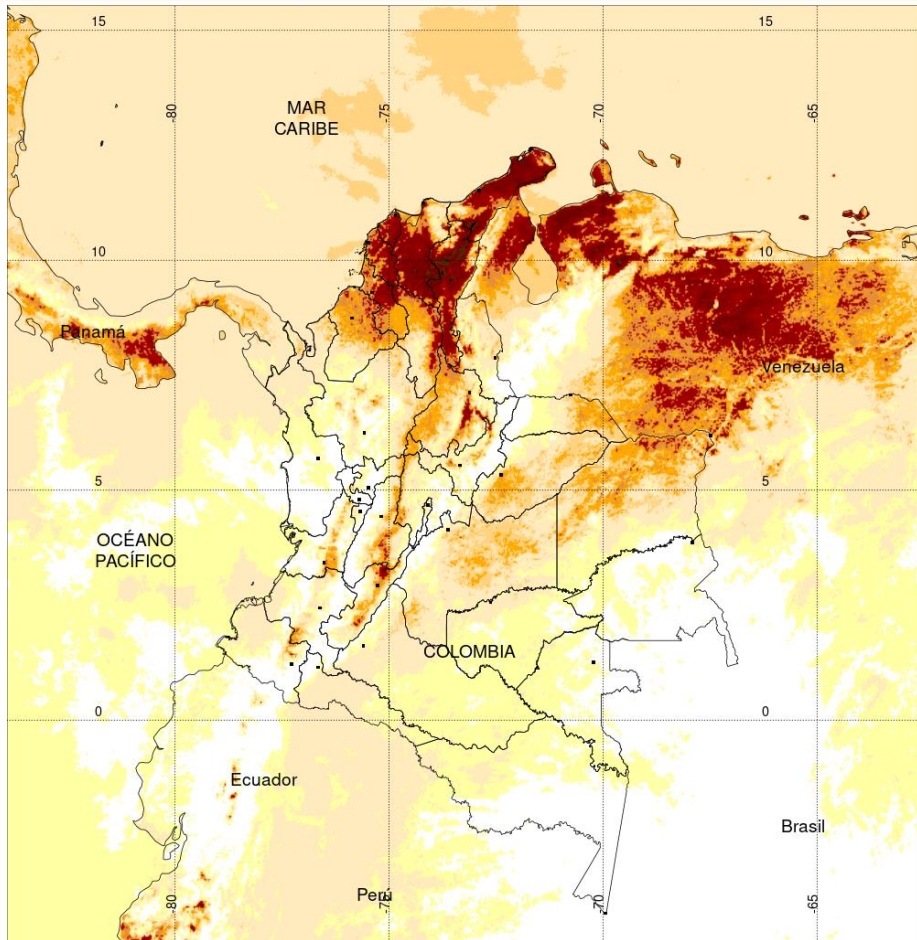 15
15
-80
-75
-70
-65
MAR
CARIBE
10
10
Panamá
Venezuela
5
5
OCÉANO
PACÍFICO
COLOMBIA
0
0
Ecuador
Brasil
Perú
-80
-75
-70
-65